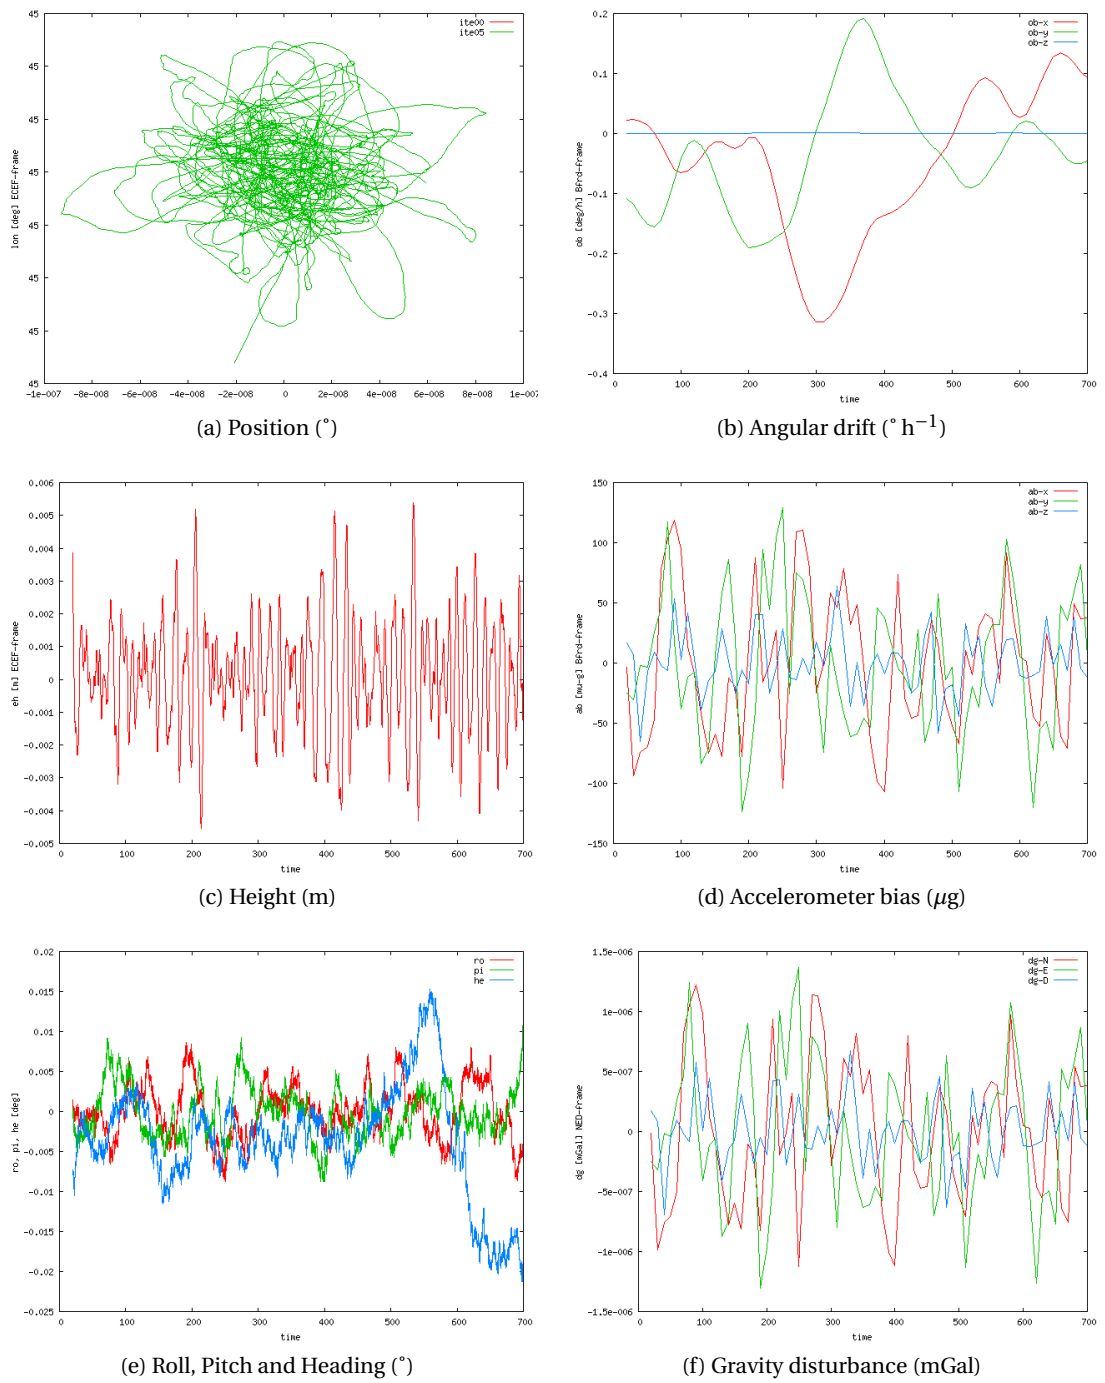 45
45
45
45
45
45
45
45
lon [deg] ECEF-frame
ite00
ite05
-1e-007 -8e-008 -6e-008 -4e-008 -2e-008 0 2e-008 4e-008 6e-008 8e-008 1e-007
(a) Position (°)
0.2
0.1
0
-0.1
-0.2
-0.3
-0.4
ob [deg/h] Bfrd-frame
ob-x
ob-y
ob-z
0 100 200 300 400 500 600 700
time
(b) Angular drift (° h−1)
0.006
0.005
0.004
0.003
0.002
0.001
0
-0.001
-0.002
-0.003
-0.004
-0.005
eh [m] ECEF-frame
0 100 200 300 400 500 600 700
time
(c) Height (m)
150
100
50
0
-50
-100
-150
ab [mu-g] Bfrd-frame
ab-x
ab-y
ab-z
0 100 200 300 400 500 600 700
time
(d) Accelerometer bias (μg)
0.02
0.015
0.01
0.005
0
-0.005
-0.01
-0.015
-0.02
-0.025
ro, pi, he [deg]
ro
pi
he
0 100 200 300 400 500 600 700
time
(e) Roll, Pitch and Heading (°)
1.5e-006
1e-006
5e-007
0
-5e-007
-1e-006
-1.5e-006
dg [mGal] NED-frame
dg-N
dg-E
dg-D
0 100 200 300 400 500 600 700
time
(f) Gravity disturbance (mGal)